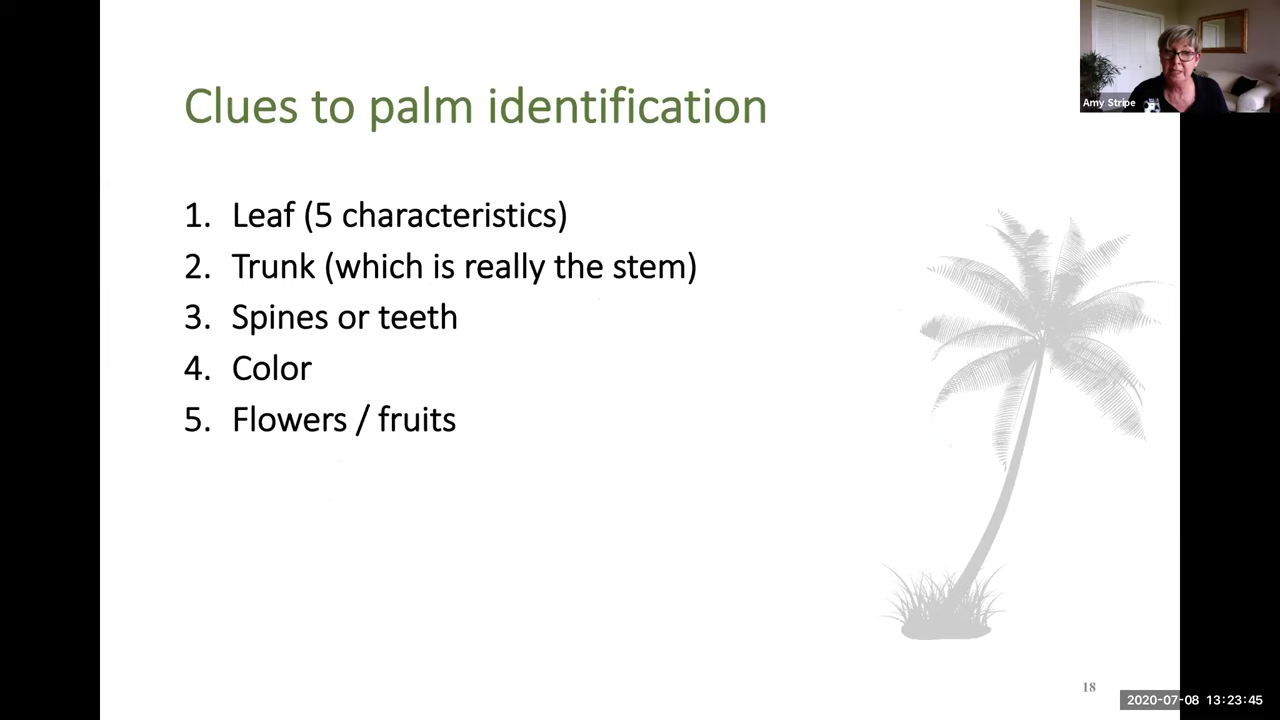 Clues to palm identification
Amy Stripe
1. Leaf (5 characteristics)
2. Trunk (which is really the stem)
3. Spines or teeth
4. Color
5. Flowers / fruits
18
2020-07-08 13:23:45